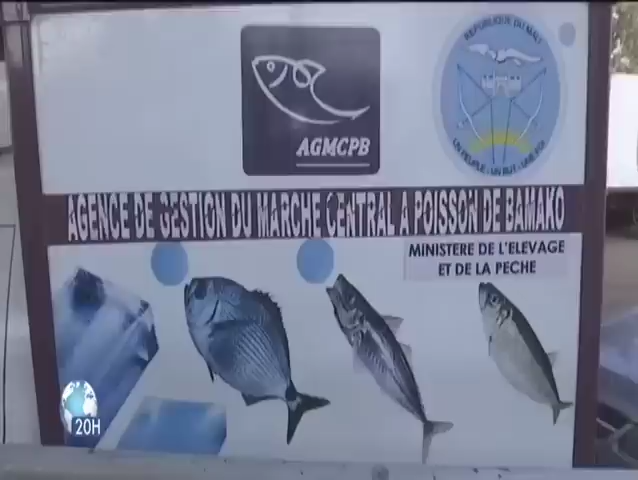 REPUBLIQUE DU MALI
UN PEUPLE - UN BUT - UNE FOI
AGMCPB
AGENCE DE GESTION DU MARCHE CENTRAL A POISSON DE BAMAKO
MINISTERE DE L'ELEVAGE
ET DE LA PECHE
20H